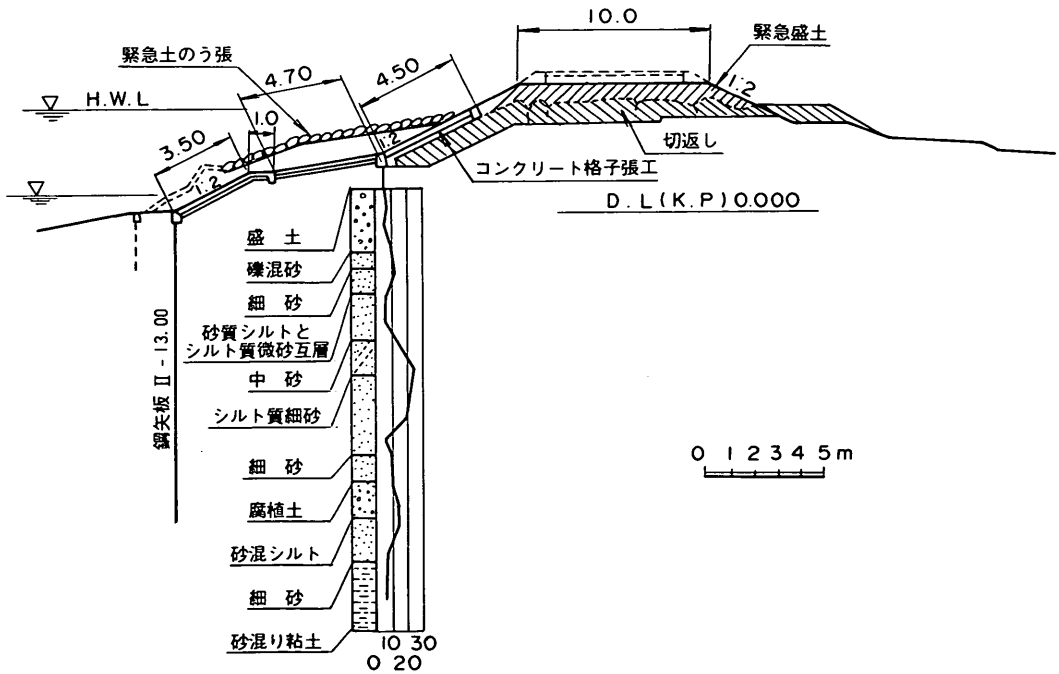 10.0
緊急土のう張
緊急盛土
4.70
4.50
1:2
H.W.L
1.0
3.50
1:2
1:2
切返し
コンクリート格子張工
D.L(K.P)0.000
盛 土
礫混砂
細 砂
砂質シルトと
シルト質微砂互層
中 砂
シルト質細砂
細 砂
腐植土
砂混シルト
細 砂
砂混り粘土
鋼矢板 II-13.00
0 1 2 3 4 5m
10 30
0 20